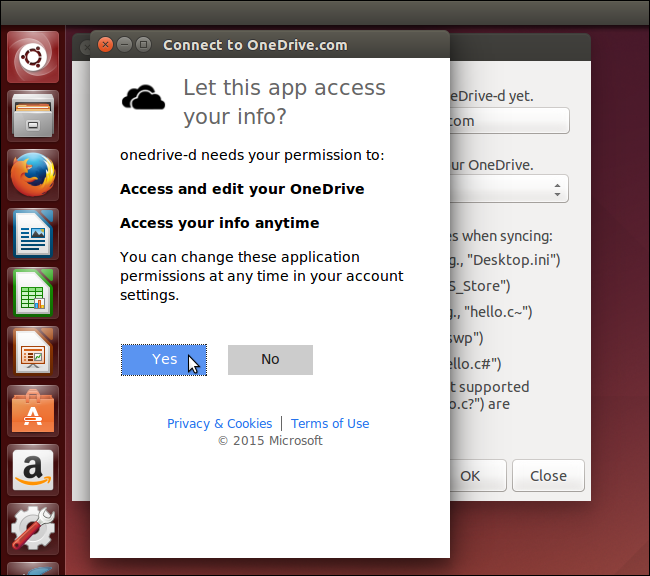 Connect to OneDrive.com
Let this app access
your info?
onedrive-d needs your permission to:
Access and edit your OneDrive
Access your info anytime
You can change these application
permissions at any time in your account
settings.
Yes
No
Privacy & Cookies | Terms of Use
© 2015 Microsoft
eDrive-d yet.
com
ur OneDrive.
es when syncing:
g., "Desktop.ini")
S_Store")
g., "hello.c~")
swp")
ello.c#")
t supported
o.c?") are
OK
Close